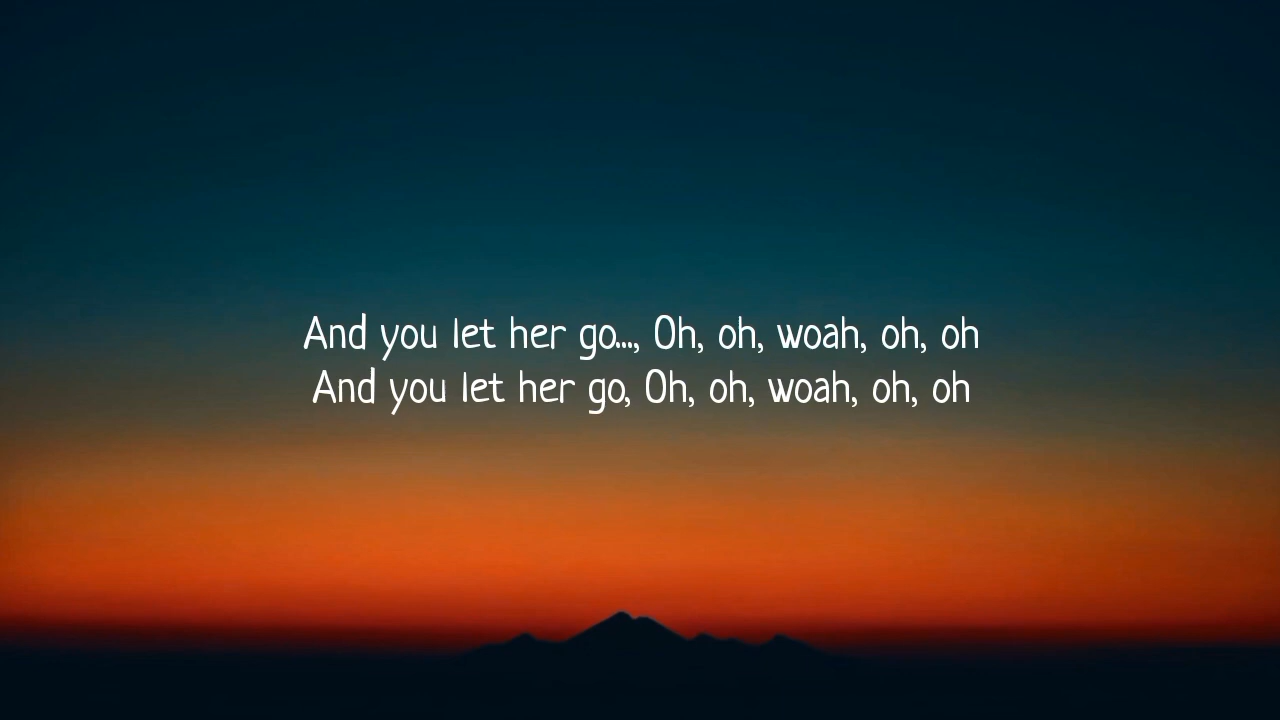 And you let her go..., Oh, oh, woah, oh, oh
And you let her go, Oh, oh, woah, oh, oh